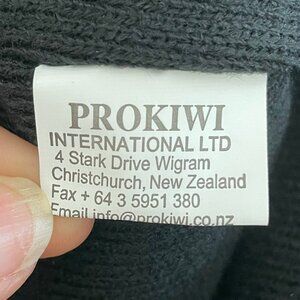 PROKIWI
INTERNATIONAL LTD
4 Stark Drive Wigram
Christchurch, New Zealand
Fax + 64 3 5951 380
Email info@prokiwi.co.nz